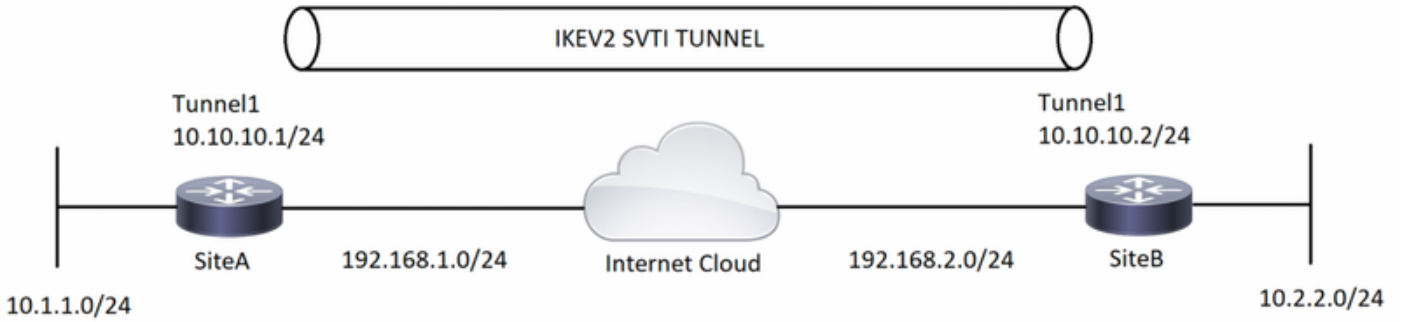 IKEV2 SVTI TUNNEL
Tunnel1
10.10.10.1/24
Tunnel1
10.10.10.2/24
SiteA
192.168.1.0/24
Internet Cloud
192.168.2.0/24
SiteB
10.1.1.0/24
10.2.2.0/24